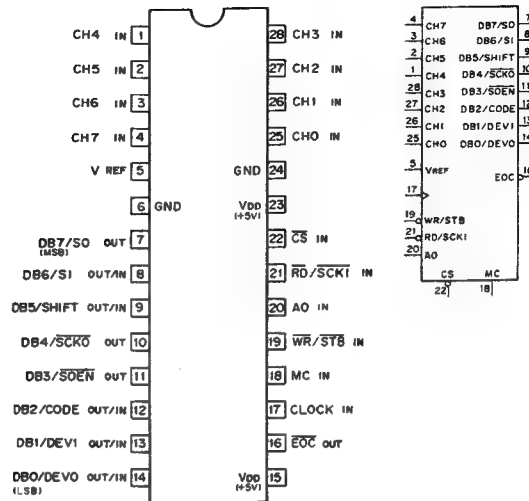 CH4 IN 1
CH5 IN 2
CH6 IN 3
CH7 IN 4
V REF 5
6 GND
DB7/SO OUT 7
(MSB)
DB6/SI OUT/IN 8
DB5/SHIFT OUT/IN 9
DB4/SCKO OUT 10
DB3/SOEN OUT 11
DB2/CODE OUT/IN 12
DB1/DEV1 OUT/IN 13
DB0/DEVO OUT/IN 14
(LSB)
28 CH3 IN
27 CH2 IN
26 CH1 IN
25 CH0 IN
GND 24
VDD 23
(+5V)
22 CS IN
21 RD/SCKI IN
20 A0 IN
19 WR/STB IN
18 MC IN
17 CLOCK IN
16 EOC OUT
VDD 15
(+5V)
4 CH7 DB7/SO 7
3 CH6 DB6/SI 8
2 CH5 DB5/SHIFT 9
1 CH4 DB4/SCKO 10
28 CH3 DB3/SOEN 11
27 CH2 DB2/CODE 12
26 CH1 DB1/DEV1 13
25 CH0 DB0/DEVO 14
5 VREF
EOC 16
17
19 WR/STB
21 RD/SCKI
20 A0
CS MC
22 18